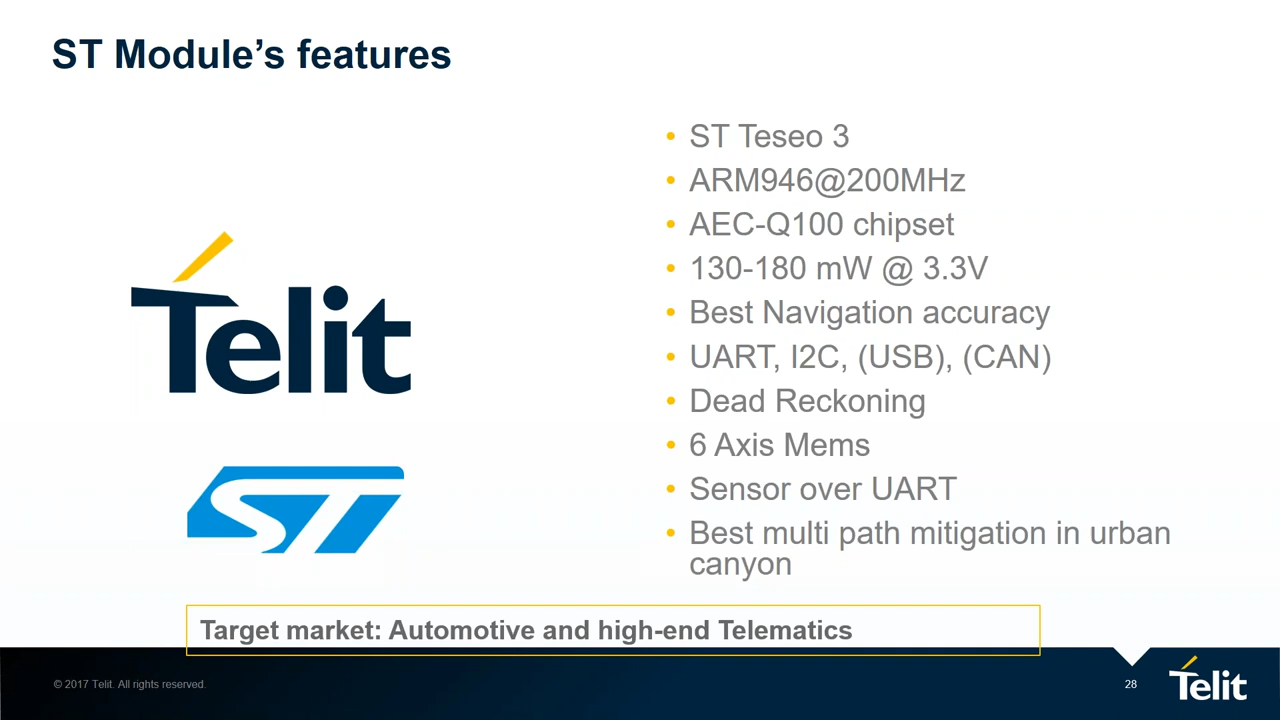 ST Module’s features
• ST Teseo 3
• ARM946@200MHz
• AEC-Q100 chipset
• 130-180 mW @ 3.3V
• Best Navigation accuracy
• UART, I2C, (USB), (CAN)
• Dead Reckoning
• 6 Axis Mems
• Sensor over UART
• Best multi path mitigation in urban
canyon
Telit
ST
Target market: Automotive and high-end Telematics
© 2017 Telit. All rights reserved.
28
Telit